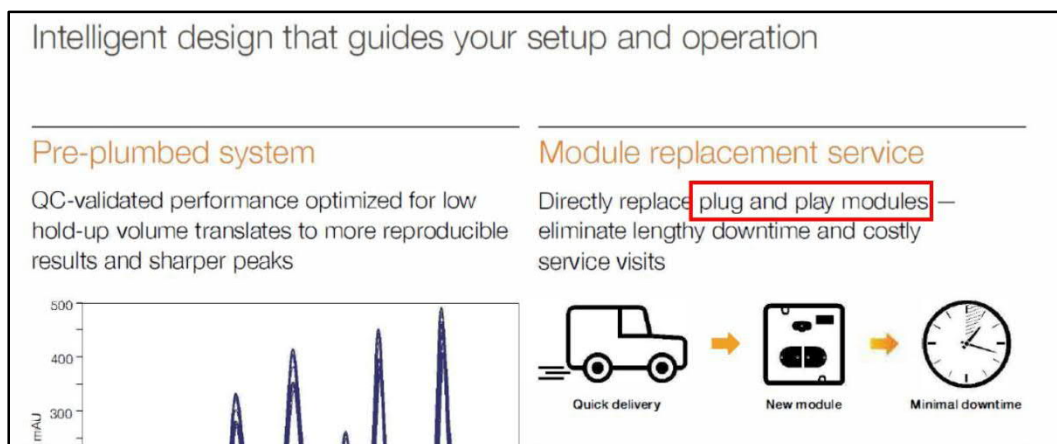 Intelligent design that guides your setup and operation
Pre-plumbed system
QC-validated performance optimized for low
hold-up volume translates to more reproducible
results and sharper peaks
500
400
300
mAU
Module replacement service
Directly replace plug and play modules —
eliminate lengthy downtime and costly
service visits
Quick delivery
New module
Minimal downtime